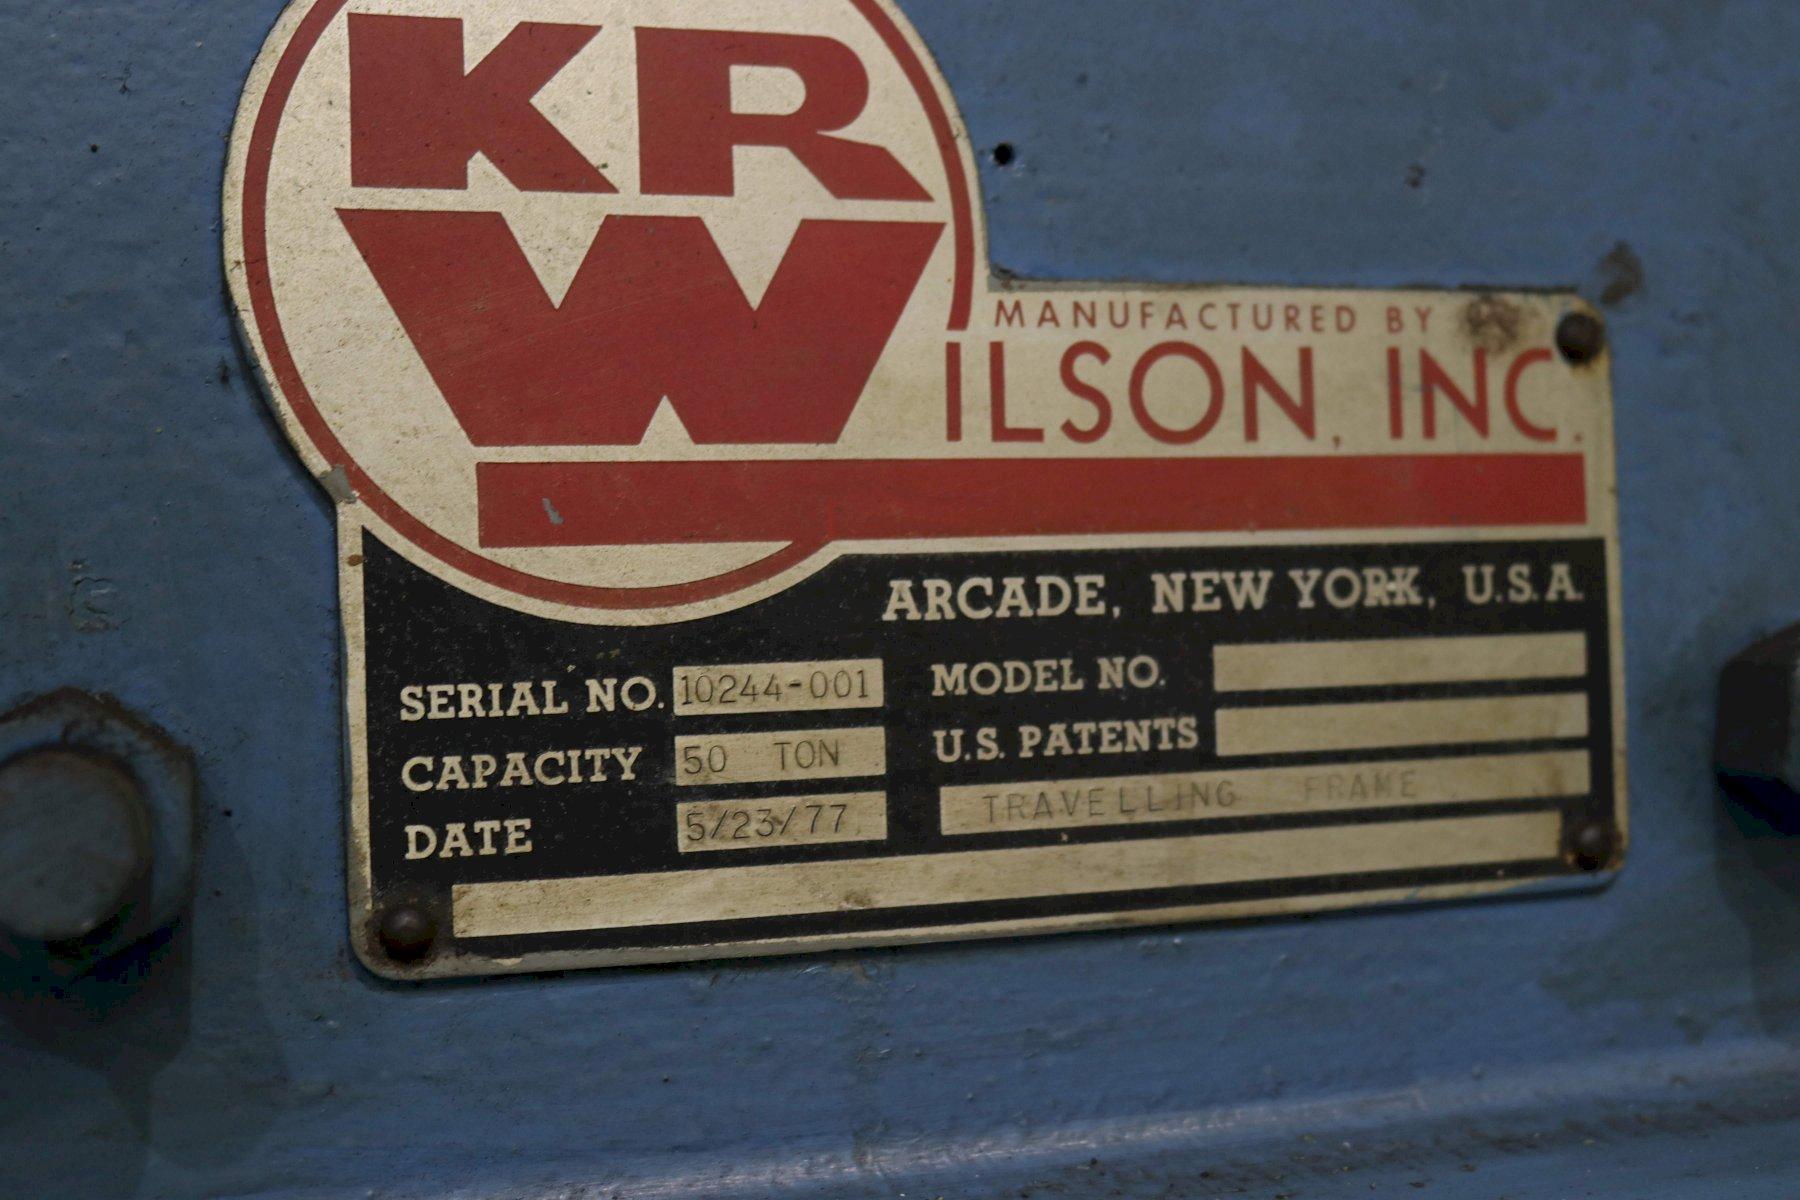 KR
MANUFACTURED BY
WILSON, INC.
ARCADE, NEW YORK, U.S.A.
SERIAL NO. 10244-001 MODEL NO.
CAPACITY 50 TON U.S. PATENTS
DATE 5/23/77 TRAVELLING FRAME